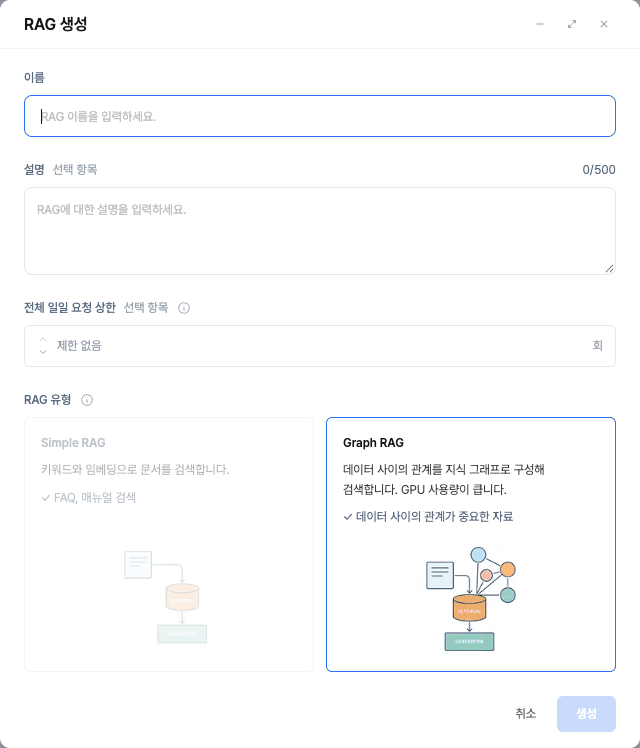 RAG 생성
이름
RAG 이름을 입력하세요.
설명 선택 항목 0/500
RAG에 대한 설명을 입력하세요.
전체 일일 요청 상한 선택 항목
제한 없음 회
RAG 유형
Simple RAG
키워드와 임베딩으로 문서를 검색합니다.
✓ FAQ, 매뉴얼 검색
Graph RAG
데이터 사이의 관계를 지식 그래프로 구성해
검색합니다. GPU 사용량이 큽니다.
✓ 데이터 사이의 관계가 중요한 자료
RETRIEVAL
GENERATION
취소 생성